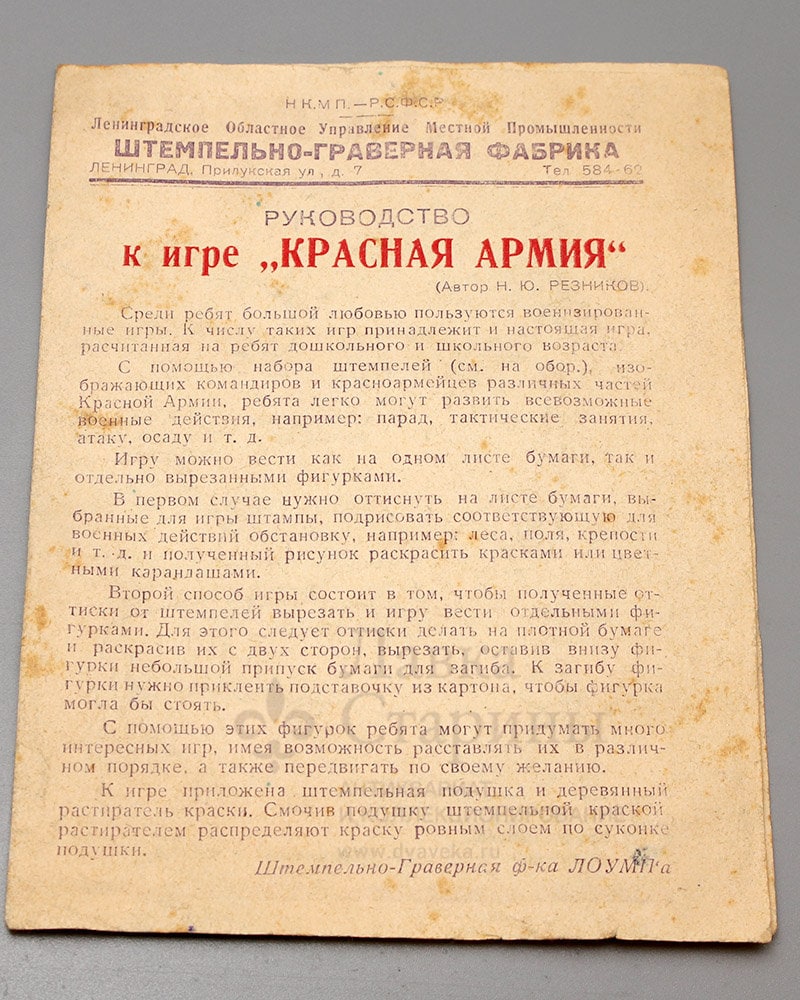 НКМП.—Р.С.Ф.С.Р.
Ленинградское Областное Управление Местной Промышленности
ШТЕМПЕЛЬНО-ГРАВЕРНАЯ ФАБРИКА
ЛЕНИНГРАД, Прилукская ул., д. 7 Тел. 584-62
РУКОВОДСТВО
к игре „КРАСНАЯ АРМИЯ“
(Автор Н. Ю. РЕЗНИКОВ).
Среди ребят большой любовью пользуются военизирован-
ные игры. К числу таких игр принадлежит и настоящая игра,
расчитанная на ребят дошкольного и школьного возраста.
С помощью набора штемпелей (см. на обор.), изо-
бражающих командиров и красноармейцев различных частей
Красной Армии, ребята легко могут развить всевозможные
военные действия, например: парад, тактические занятия,
атаку, осаду и т. д.
Игру можно вести как на одном листе бумаги, так и
отдельно вырезанными фигурками.
В первом случае нужно оттиснуть на листе бумаги, вы-
бранные для игры штампы, подрисовать соответствующую для
военных действий обстановку, например: леса, поля, крепости
и т. д. и полученный рисунок раскрасить красками или цвет-
ными карандашами.
Второй способ игры состоит в том, чтобы полученные от-
тиски от штемпелей вырезать и игру вести отдельными фи-
гурками. Для этого следует оттиски делать на плотной бумаге
и раскрасив их с двух сторон, вырезать, оставив внизу фи-
гурки небольшой припуск бумаги для загиба. К загибу фи-
гурки нужно приклеить подставочку из картона, чтобы фигурка
могла бы стоять.
С помощью этих фигурок ребята могут придумать много
интересных игр, имея возможность расставлять их в различ-
ном порядке, а также передвигать по своему желанию.
К игре приложена штемпельная подушка и деревянный
растиратель краски. Смочив подушку штемпельной краской
растирателем распределяют краску ровным слоем по суконке
подушки.
www.dvaveka.ru
Штемпельно-Граверная ф-ка ЛОУМПа